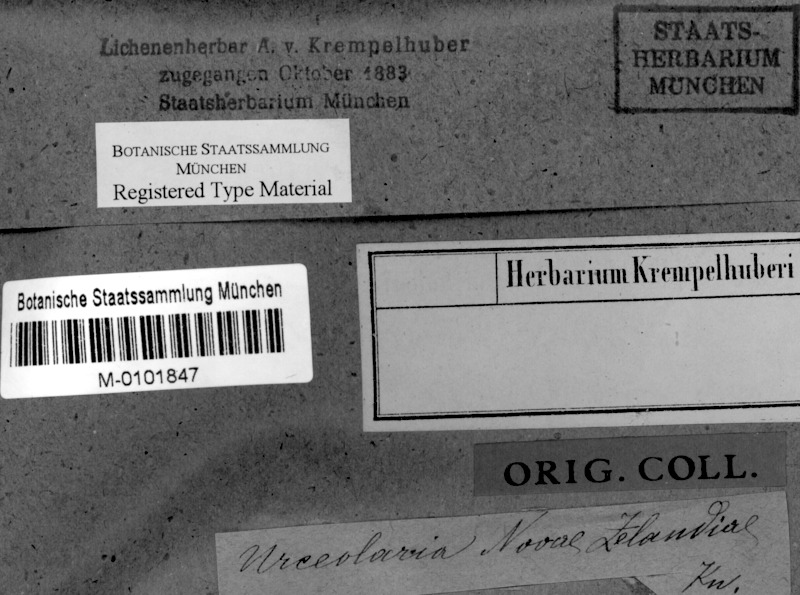 Lichenenherbar A. v. Krempelhuber
zugegangen Oktober 1883
Staatsherbarium München
STAATS-
HERBARIUM
MÜNCHEN
BOTANISCHE STAATSSAMMLUNG
MÜNCHEN
Registered Type Material
Herbarium Krempelhuberi
Botanische Staatssammlung München
M-0101847
ORIG. COLL.
Urceolaria Novae Zelandiae
Kn.